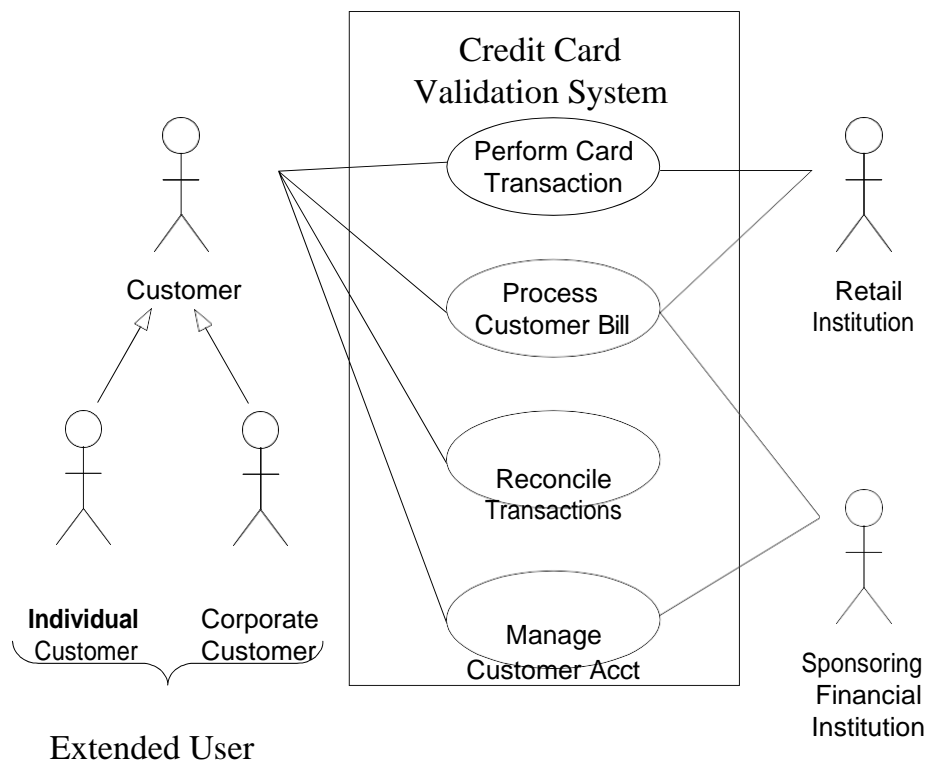 Credit Card
Validation System
Perform Card
Transaction
Customer
Process
Customer Bill
Retail
Institution
Reconcile
Transactions
Individual
Customer
Corporate
Customer
Manage
Customer Acct
Sponsoring
Financial
Institution
Extended User